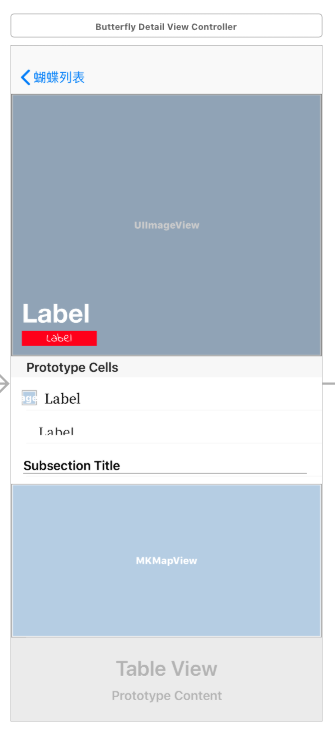 Butterfly Detail View Controller
蝴蝶列表
UIImageView
Label
Label
Prototype Cells
Label
Label
Subsection Title
MKMapView
Table View
Prototype Content